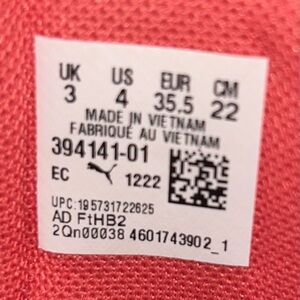 UK US EUR CM
3 4 35.5 22
MADE IN VIETNAM
FABRIQUÉ AU VIETNAM
394141-01
EC 1222
UPC:195731722625
AD FtHB2
2Qn00038 4601743902_1